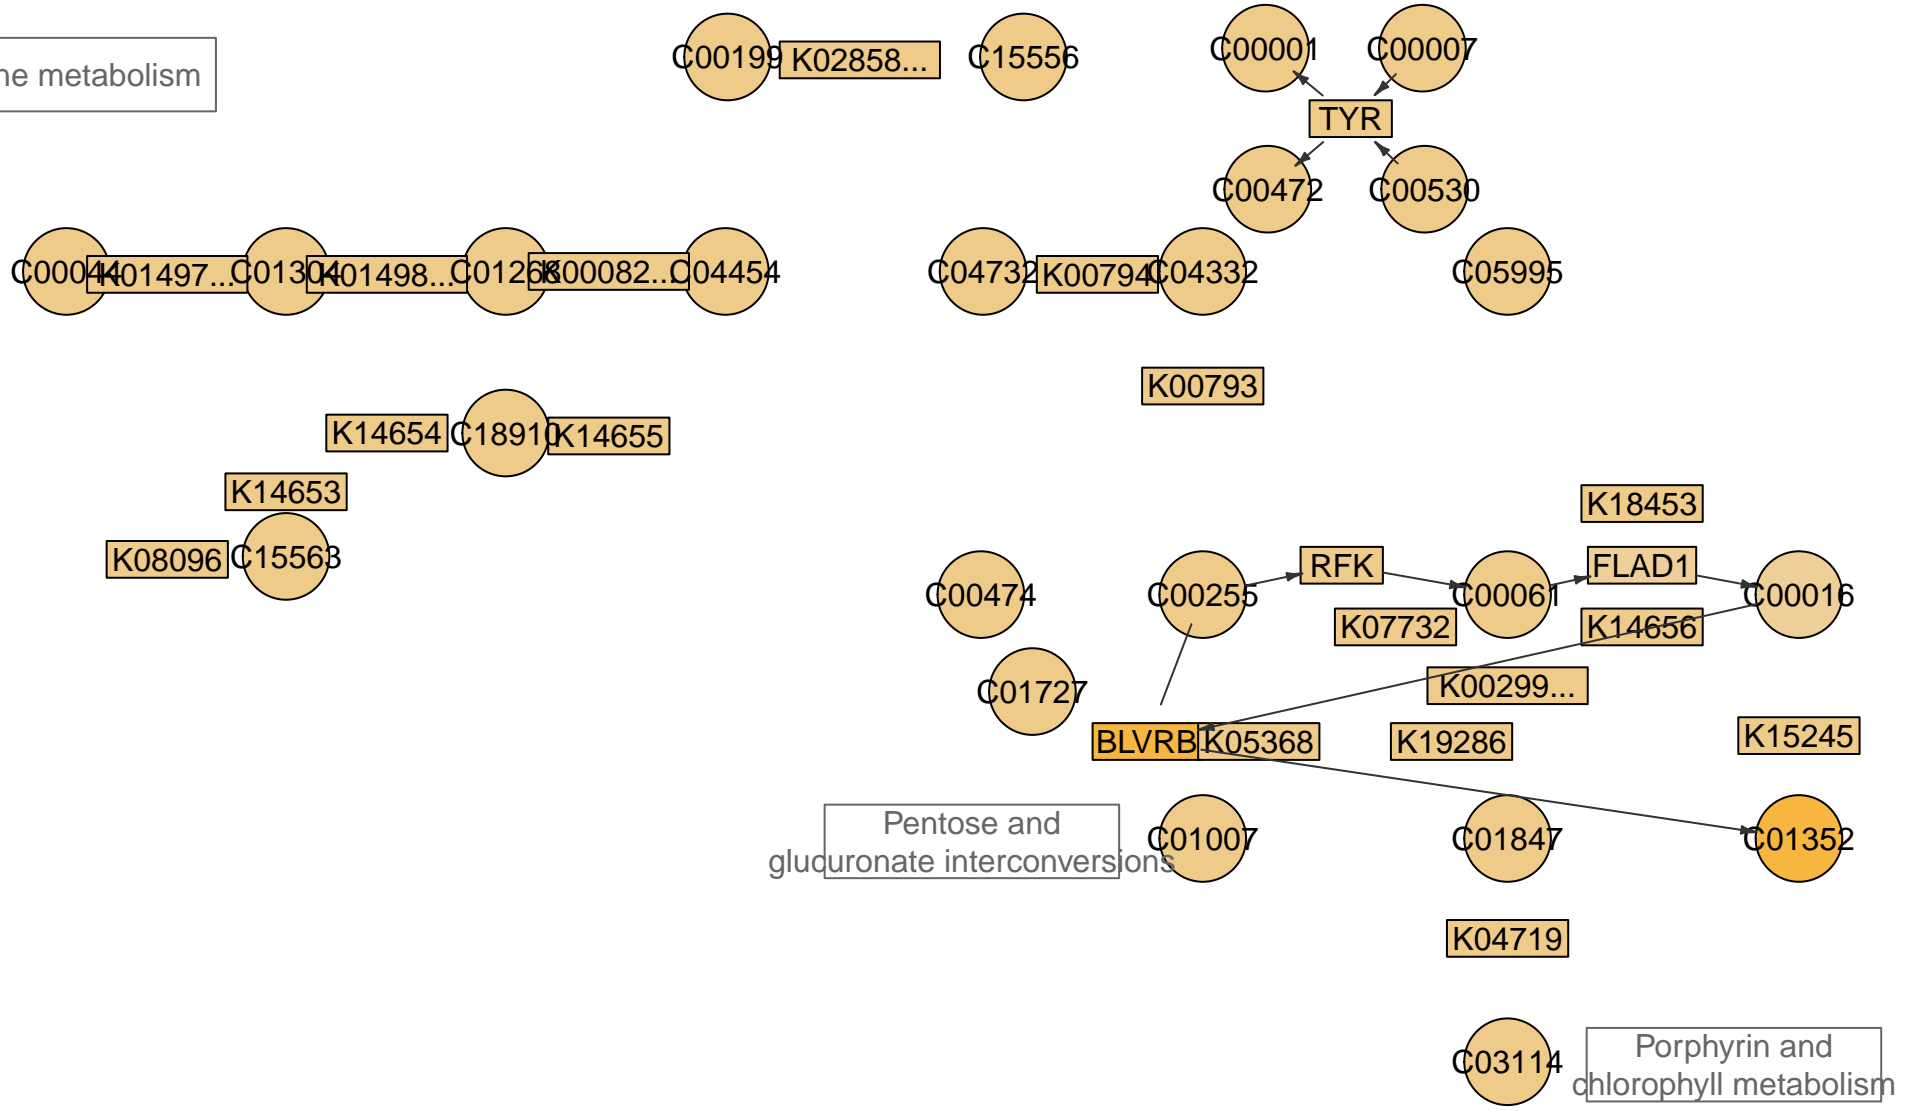 C00199
K02858...
C15556
C00001
C00007
ne metabolism
TYR
C00472
C00530
C00044
K01497...
C01304
K01498...
C01268
K00082...
C04454
C04732
K00794
C04332
C05995
K00793
K14654
C18910
K14655
K14653
K08096
C15563
K18453
C00474
C00255
RFK
C00061
FLAD1
C00016
K07732
K14656
C01727
K00299...
BLVRB
K05368
K19286
K15245
Pentose and
glucuronate interconversions
C01007
C01847
C01352
K04719
C03114
Porphyrin and
chlorophyll metabolism